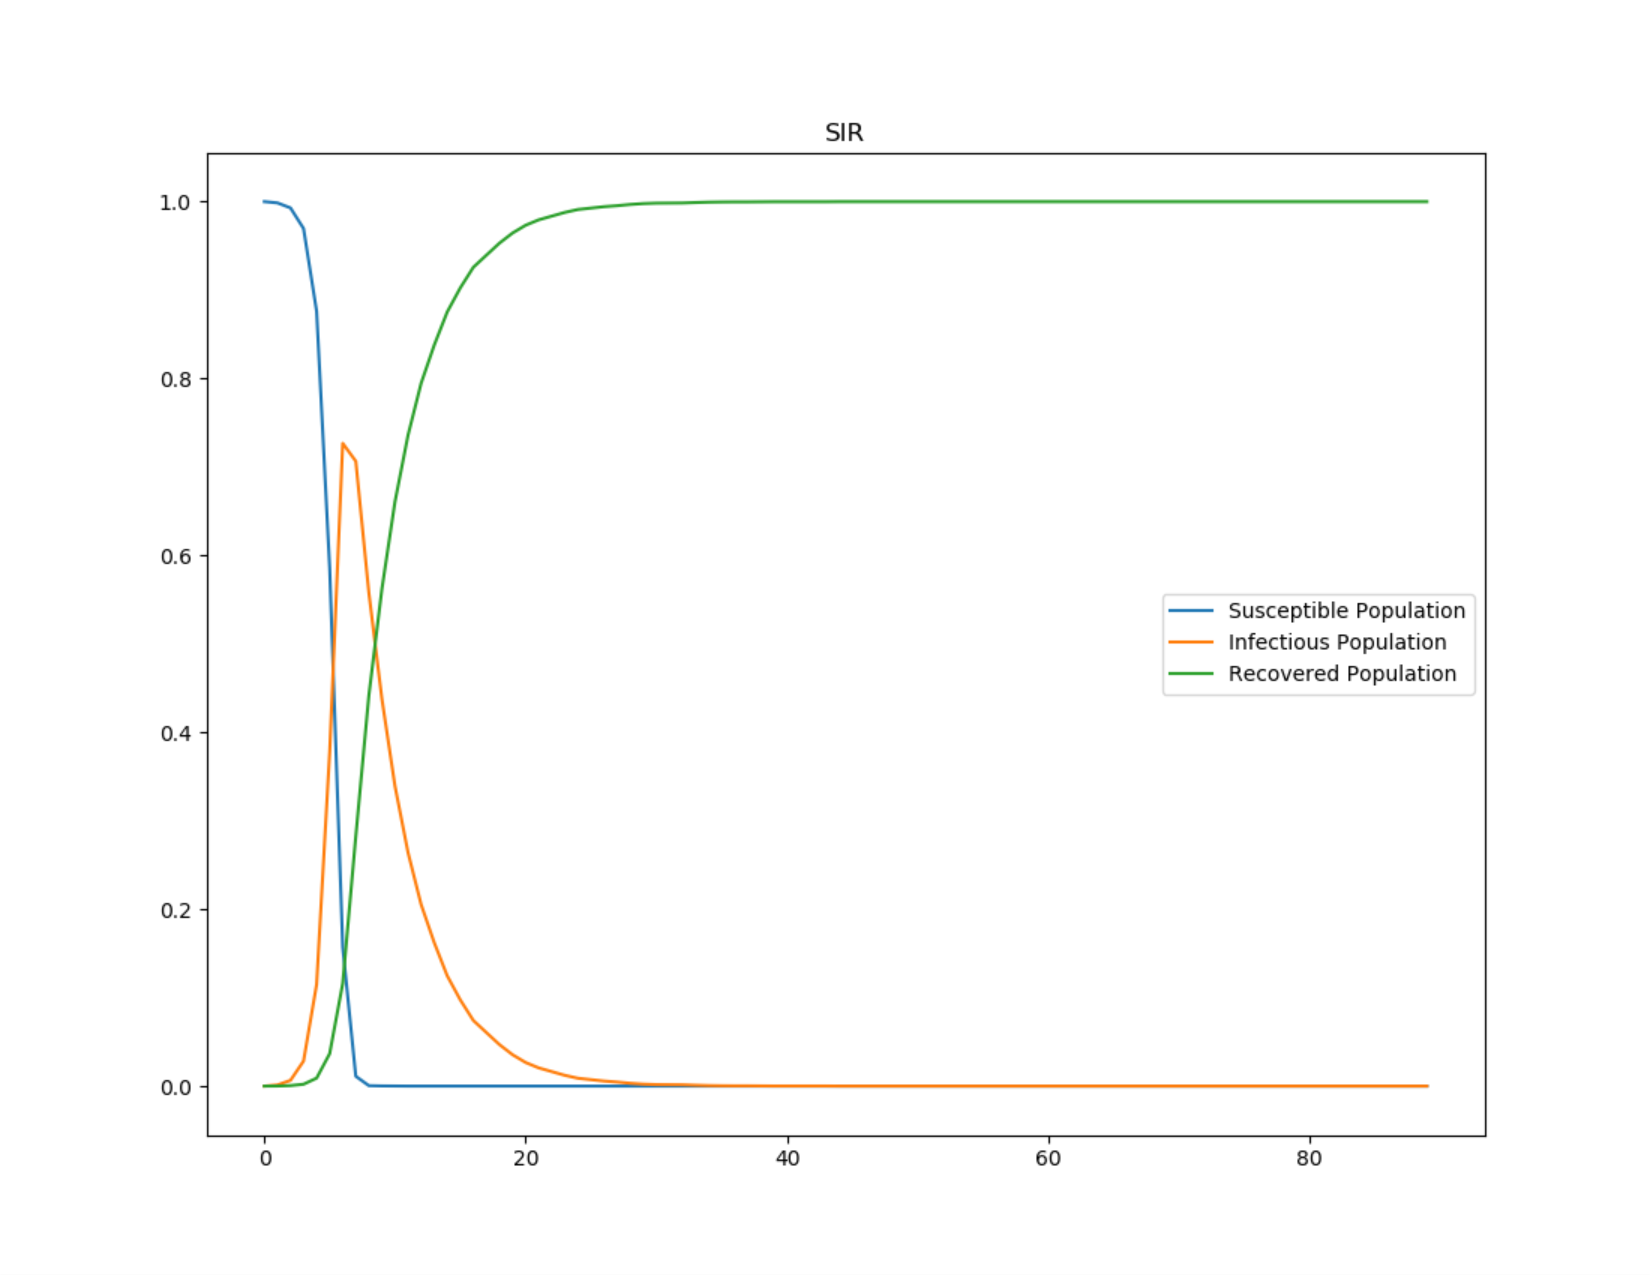 SIR
1.0
0.8
0.6
0.4
0.2
0.0
Susceptible Population
Infectious Population
Recovered Population
0 20 40 60 80